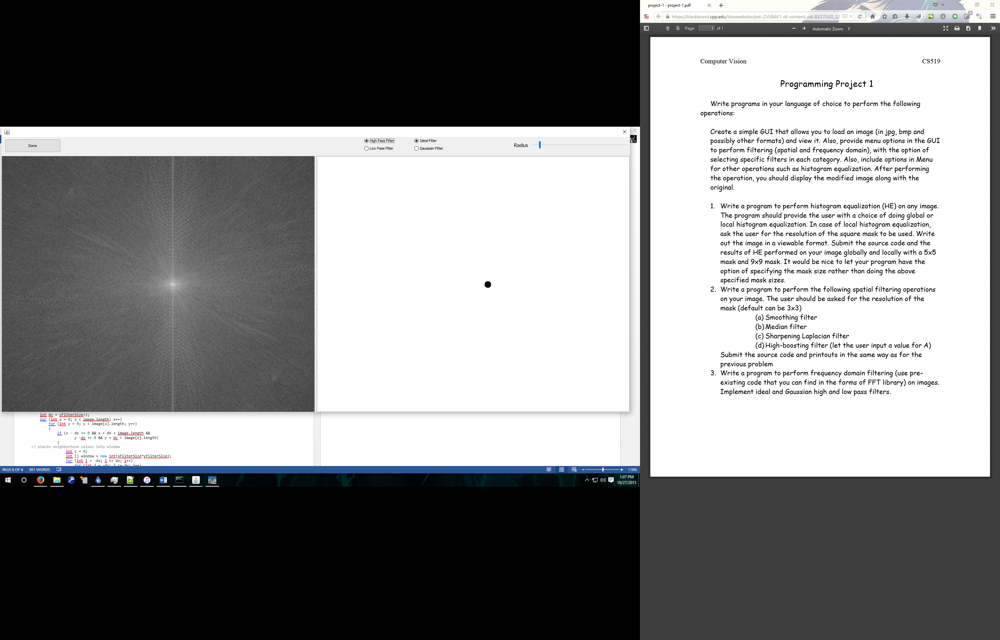 Done
High Pass Filter
Low Pass Filter
Ideal Filter
Gaussian Filter
Radius
int dy = yFilterSize/2;
for (int x = 0; x < image.length; x++)
for (int y = 0; y < image[x].length; y++)
{
if (x - dx >= 0 && x + dx < image.length &&
y -dy >= 0 && y + dy < image[x].length)
{
// places neighborhood values into window
int c = 0;
int [] window = new int[xFilterSize*yFilterSize];
for (int i = -dx; i <= dx; i++)
for (int j = -dy; j <= dy; j++)
PAGE 6 OF 6 951 WORDS
110%
1:07 PM
10/27/2015
project-1 - project-1.pdf
https://blackboard.cpp.edu/bbcswebdav/pid-2558441-dt-content-rid-8577530_2/
Page: 1 of 1
Automatic Zoom
Computer Vision CS519
Programming Project 1
Write programs in your language of choice to perform the following
operations:
Create a simple GUI that allows you to load an image (in jpg, bmp and
possibly other formats) and view it. Also, provide menu options in the GUI
to perform filtering (spatial and frequency domain), with the option of
selecting specific filters in each category. Also, include options in Menu
for other operations such as histogram equalization. After performing
the operation, you should display the modified image along with the
original.
1. Write a program to perform histogram equalization (HE) on any image.
The program should provide the user with a choice of doing global or
local histogram equalization. In case of local histogram equalization,
ask the user for the resolution of the square mask to be used. Write
out the image in a viewable format. Submit the source code and the
results of HE performed on your image globally and locally with a 5x5
mask and 9x9 mask. It would be nice to let your program have the
option of specifying the mask size rather than doing the above
specified mask sizes.
2. Write a program to perform the following spatial filtering operations
on your image. The user should be asked for the resolution of the
mask (default can be 3x3)
(a) Smoothing filter
(b) Median filter
(c) Sharpening Laplacian filter
(d) High-boosting filter (let the user input a value for A)
Submit the source code and printouts in the same way as for the
previous problem
3. Write a program to perform frequency domain filtering (use pre-
existing code that you can find in the forms of FFT library) on images.
Implement ideal and Gaussian high and low pass filters.